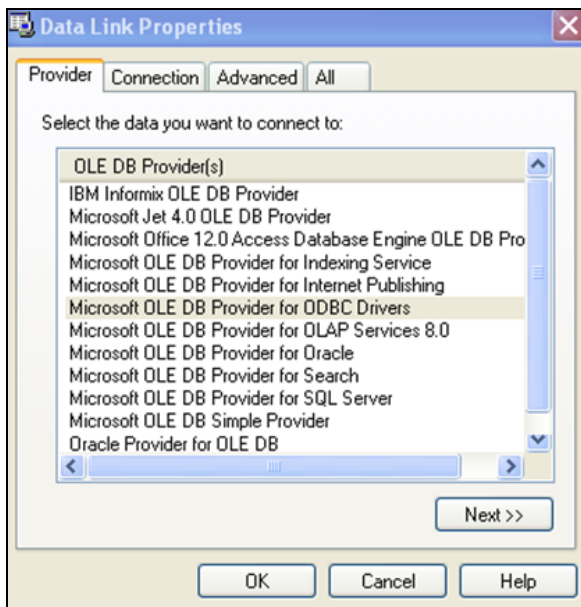 Data Link Properties
Provider Connection Advanced All
Select the data you want to connect to:
OLE DB Provider(s)
IBM Informix OLE DB Provider
Microsoft Jet 4.0 OLE DB Provider
Microsoft Office 12.0 Access Database Engine OLE DB Pro
Microsoft OLE DB Provider for Indexing Service
Microsoft OLE DB Provider for Internet Publishing
Microsoft OLE DB Provider for ODBC Drivers
Microsoft OLE DB Provider for OLAP Services 8.0
Microsoft OLE DB Provider for Oracle
Microsoft OLE DB Provider for Search
Microsoft OLE DB Provider for SQL Server
Microsoft OLE DB Simple Provider
Oracle Provider for OLE DB
Next >>
OK Cancel Help